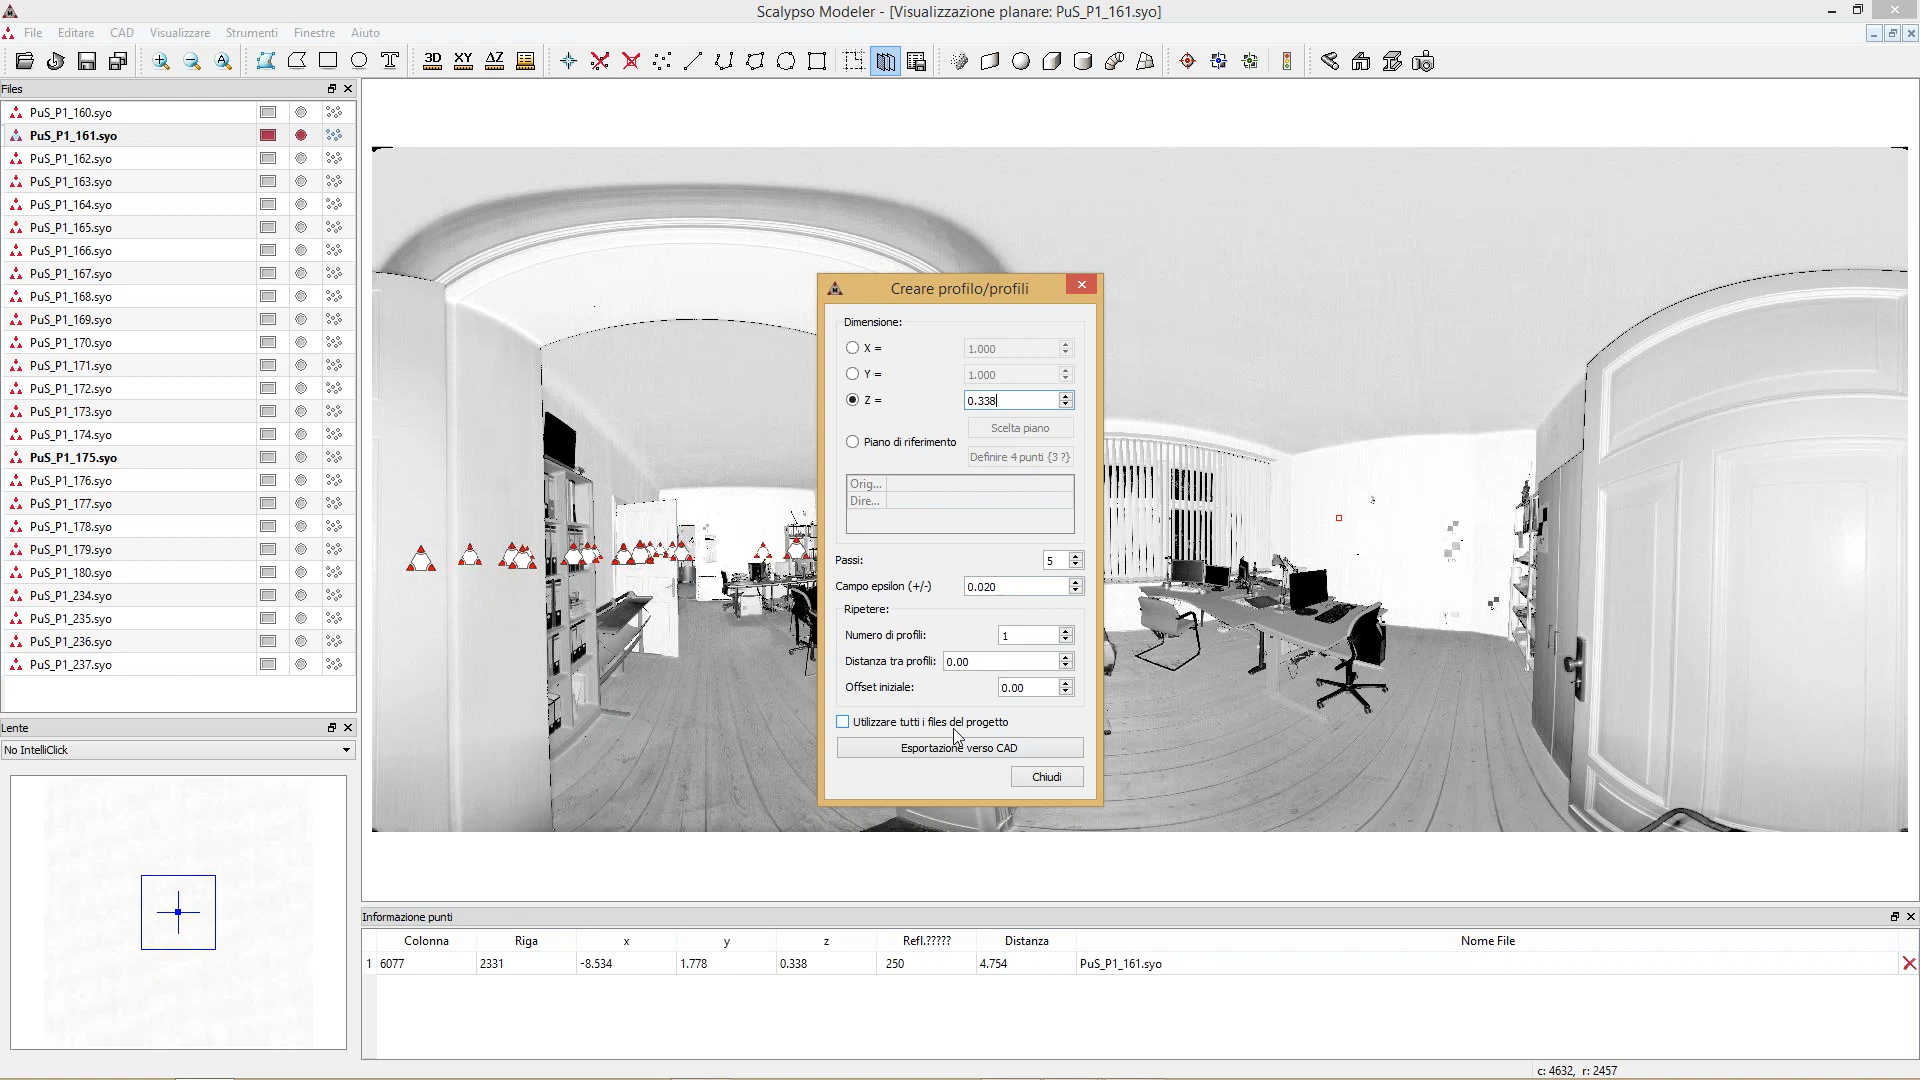 Scalypso Modeler - [Visualizzazione planare: PuS_P1_161.syo]
File Editare CAD Visualizzare Strumenti Finestre Aiuto
3D XY ΔZ
Files
PuS_P1_160.syo
PuS_P1_161.syo
PuS_P1_162.syo
PuS_P1_163.syo
PuS_P1_164.syo
PuS_P1_165.syo
PuS_P1_166.syo
PuS_P1_167.syo
PuS_P1_168.syo
PuS_P1_169.syo
PuS_P1_170.syo
PuS_P1_171.syo
PuS_P1_172.syo
PuS_P1_173.syo
PuS_P1_174.syo
PuS_P1_175.syo
PuS_P1_176.syo
PuS_P1_177.syo
PuS_P1_178.syo
PuS_P1_179.syo
PuS_P1_180.syo
PuS_P1_234.syo
PuS_P1_235.syo
PuS_P1_236.syo
PuS_P1_237.syo
Lente
No IntelliClick
Creare profilo/profili
Dimensione:
X = 1.000
Y = 1.000
Z = 0.338
Scelta piano
Piano di riferimento
Definire 4 punti {3 ?}
Orig...
Dire...
Passi: 5
Campo epsilon (+/-) 0.020
Ripetere:
Numero di profili: 1
Distanza tra profili: 0.00
Offset iniziale: 0.00
Utilizzare tutti i files del progetto
Esportazione verso CAD
Chiudi
Informazione punti
Colonna Riga x y z Refl.????? Distanza Nome File
1 6077 2331 -8.534 1.778 0.338 250 4.754 PuS_P1_161.syo
c: 4632, r: 2457